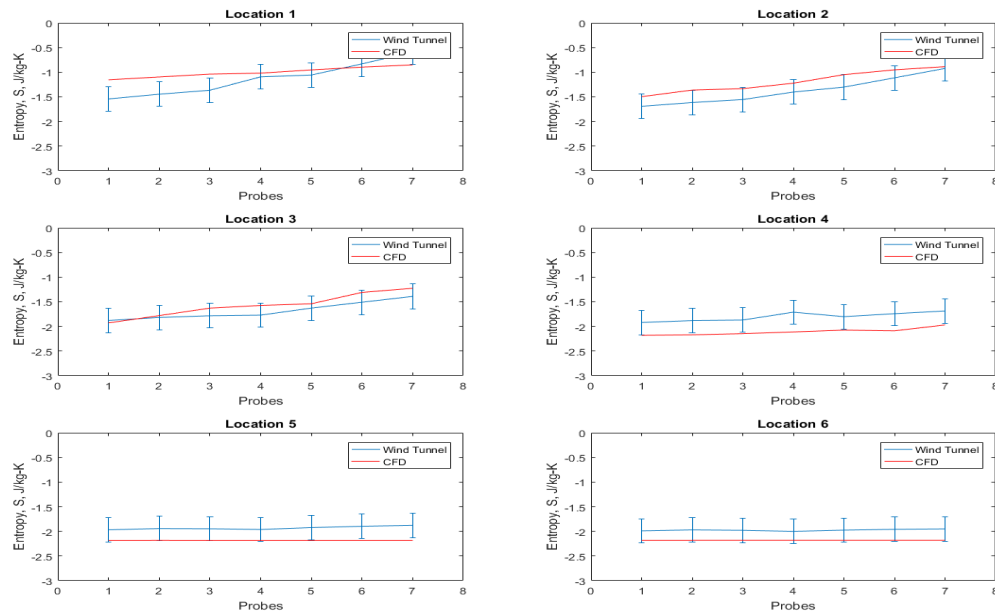 Location 1
Entropy, S, J/kg-K
0
-0.5
-1
-1.5
-2
-2.5
-3
Wind Tunnel
CFD
0 1 2 3 4 5 6 7 8
Probes
Location 2
Entropy, S, J/kg-K
0
-0.5
-1
-1.5
-2
-2.5
-3
Wind Tunnel
CFD
0 1 2 3 4 5 6 7 8
Probes
Location 3
Entropy, S, J/kg-K
0
-0.5
-1
-1.5
-2
-2.5
-3
Wind Tunnel
CFD
0 1 2 3 4 5 6 7 8
Probes
Location 4
Entropy, S, J/kg-K
0
-0.5
-1
-1.5
-2
-2.5
-3
Wind Tunnel
CFD
0 1 2 3 4 5 6 7 8
Probes
Location 5
Entropy, S, J/kg-K
0
-0.5
-1
-1.5
-2
-2.5
-3
Wind Tunnel
CFD
0 1 2 3 4 5 6 7 8
Probes
Location 6
Entropy, S, J/kg-K
0
-0.5
-1
-1.5
-2
-2.5
-3
Wind Tunnel
CFD
0 1 2 3 4 5 6 7 8
Probes